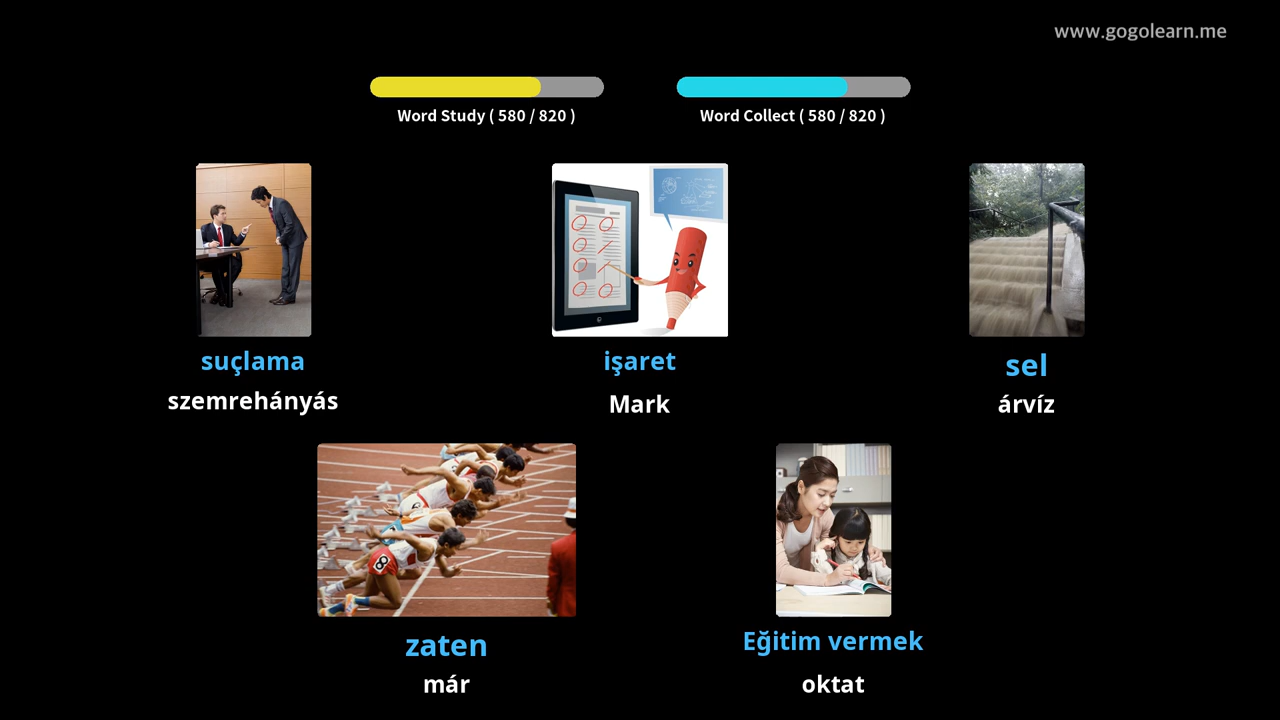 www.gogolearn.me
Word Study ( 580 / 820 )
Word Collect ( 580 / 820 )
suçlama
szemrehányás
işaret
Mark
sel
árvíz
zaten
már
Eğitim vermek
oktat